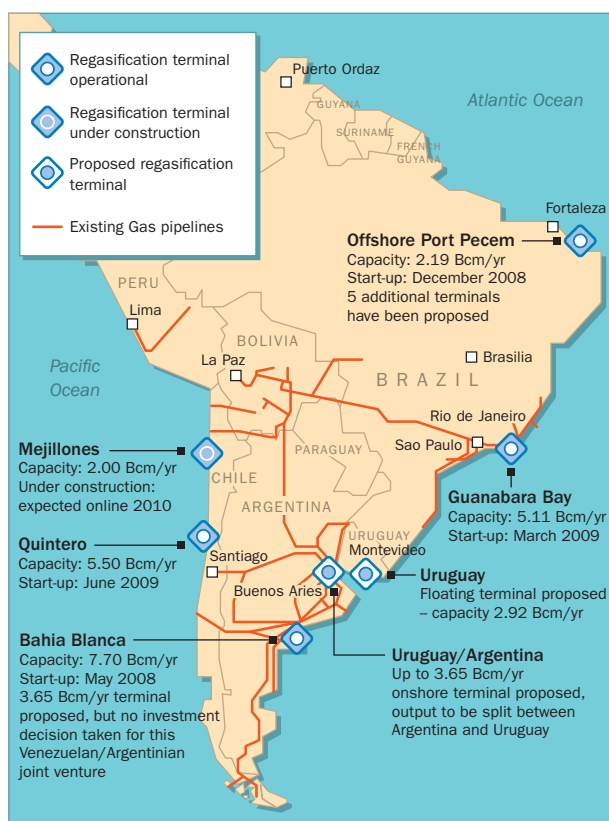 Regasification terminal
operational
Regasification terminal
under construction
Proposed regasification
terminal
Existing Gas pipelines
Puerto Ordaz
Atlantic Ocean
GUYANA
SURINAME
FRENCH
GUYANA
Fortaleza
Offshore Port Pecem
Capacity: 2.19 Bcm/yr
Start-up: December 2008
5 additional terminals
have been proposed
PERU
Lima
BOLIVIA
La Paz
Pacific
Ocean
Brasilia
BRAZIL
Rio de Janeiro
Sao Paulo
PARAGUAY
Mejillones
Capacity: 2.00 Bcm/yr
Under construction:
expected online 2010
CHILE
ARGENTINA
Guanabara Bay
Capacity: 5.11 Bcm/yr
Start-up: March 2009
Quintero
Capacity: 5.50 Bcm/yr
Start-up: June 2009
Santiago
URUGUAY
Montevideo
Buenos Aries
Uruguay
Floating terminal proposed
– capacity 2.92 Bcm/yr
Bahia Blanca
Capacity: 7.70 Bcm/yr
Start-up: May 2008
3.65 Bcm/yr terminal
proposed, but no investment
decision taken for this
Venezuelan/Argentinian
joint venture
Uruguay/Argentina
Up to 3.65 Bcm/yr
onshore terminal proposed,
output to be split between
Argentina and Uruguay